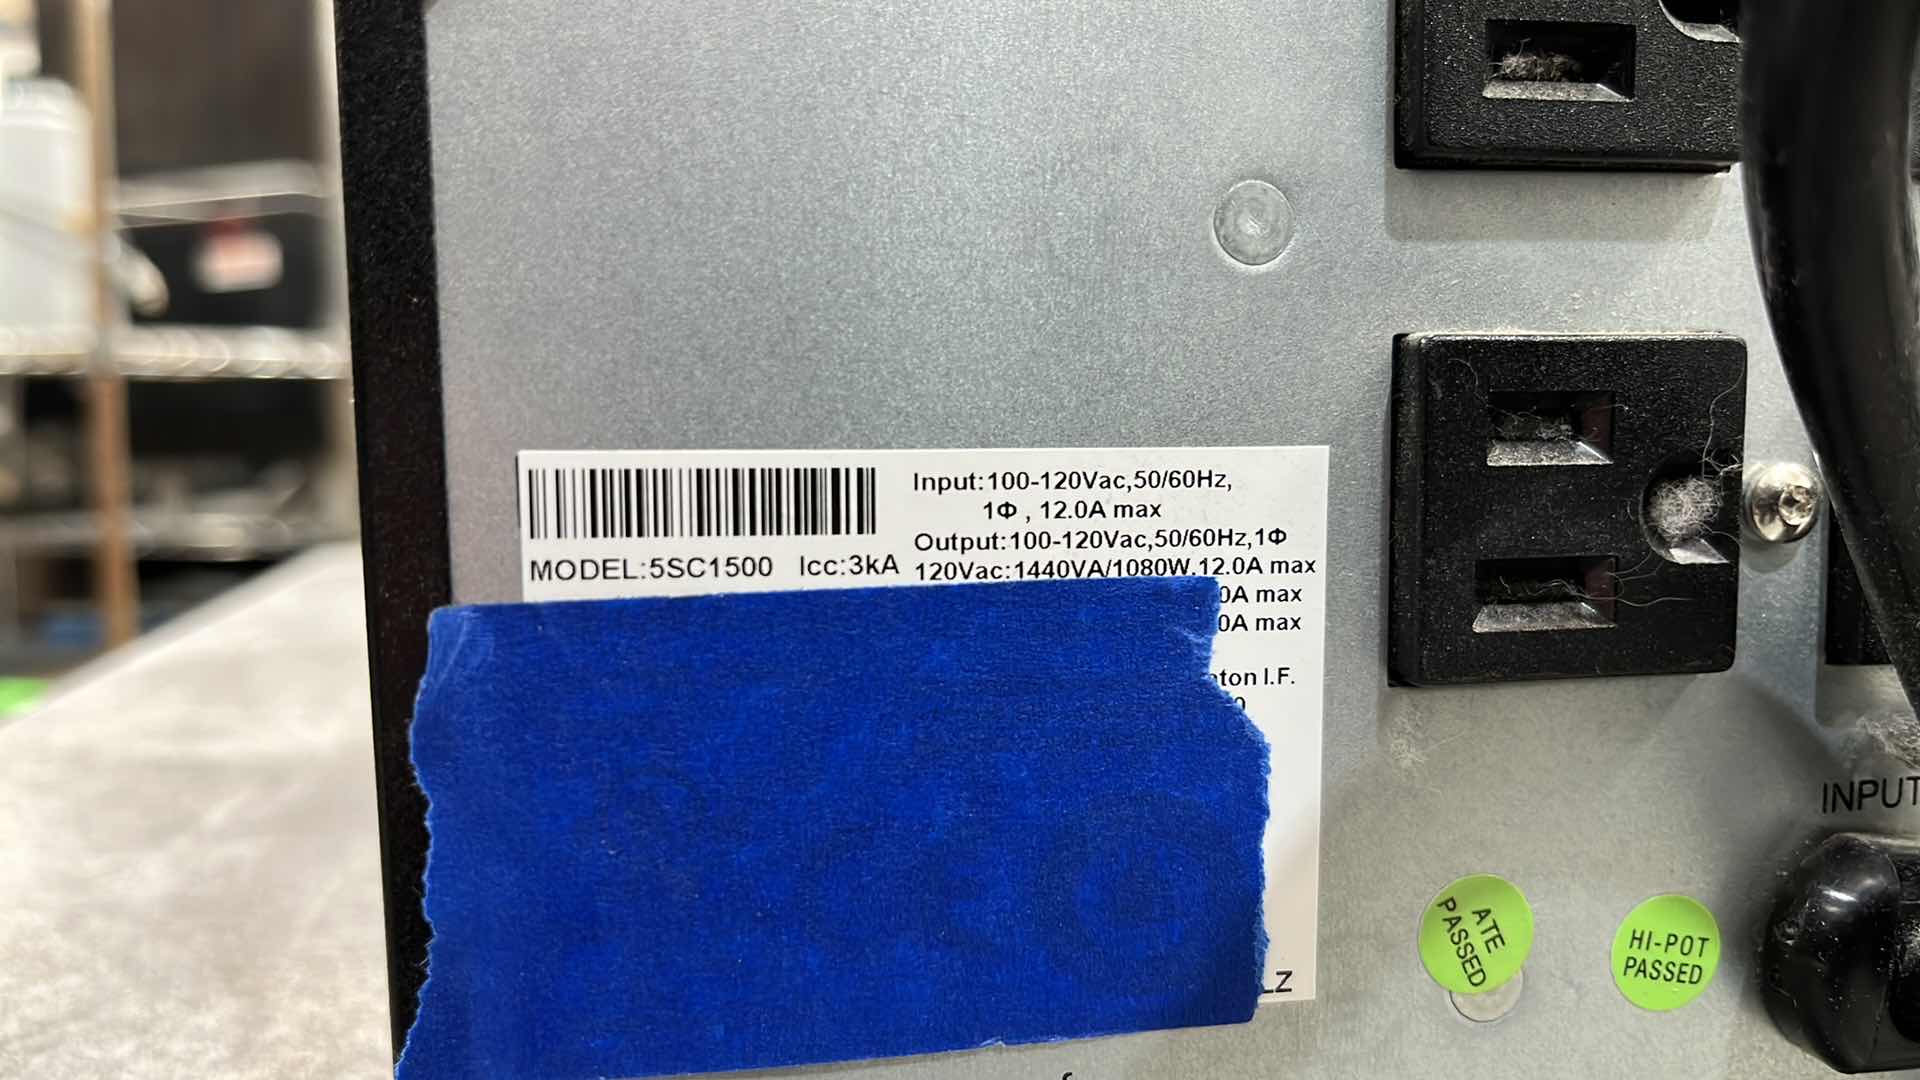 MODEL:5SC1500 Icc:3kA
Input:100-120Vac,50/60Hz,
1Φ , 12.0A max
Output:100-120Vac,50/60Hz,1Φ
120Vac:1440VA/1080W,12.0A max
0A max
0A max
ton I.F.
0
LZ
INPUT
ATE
PASSED
HI-POT
PASSED